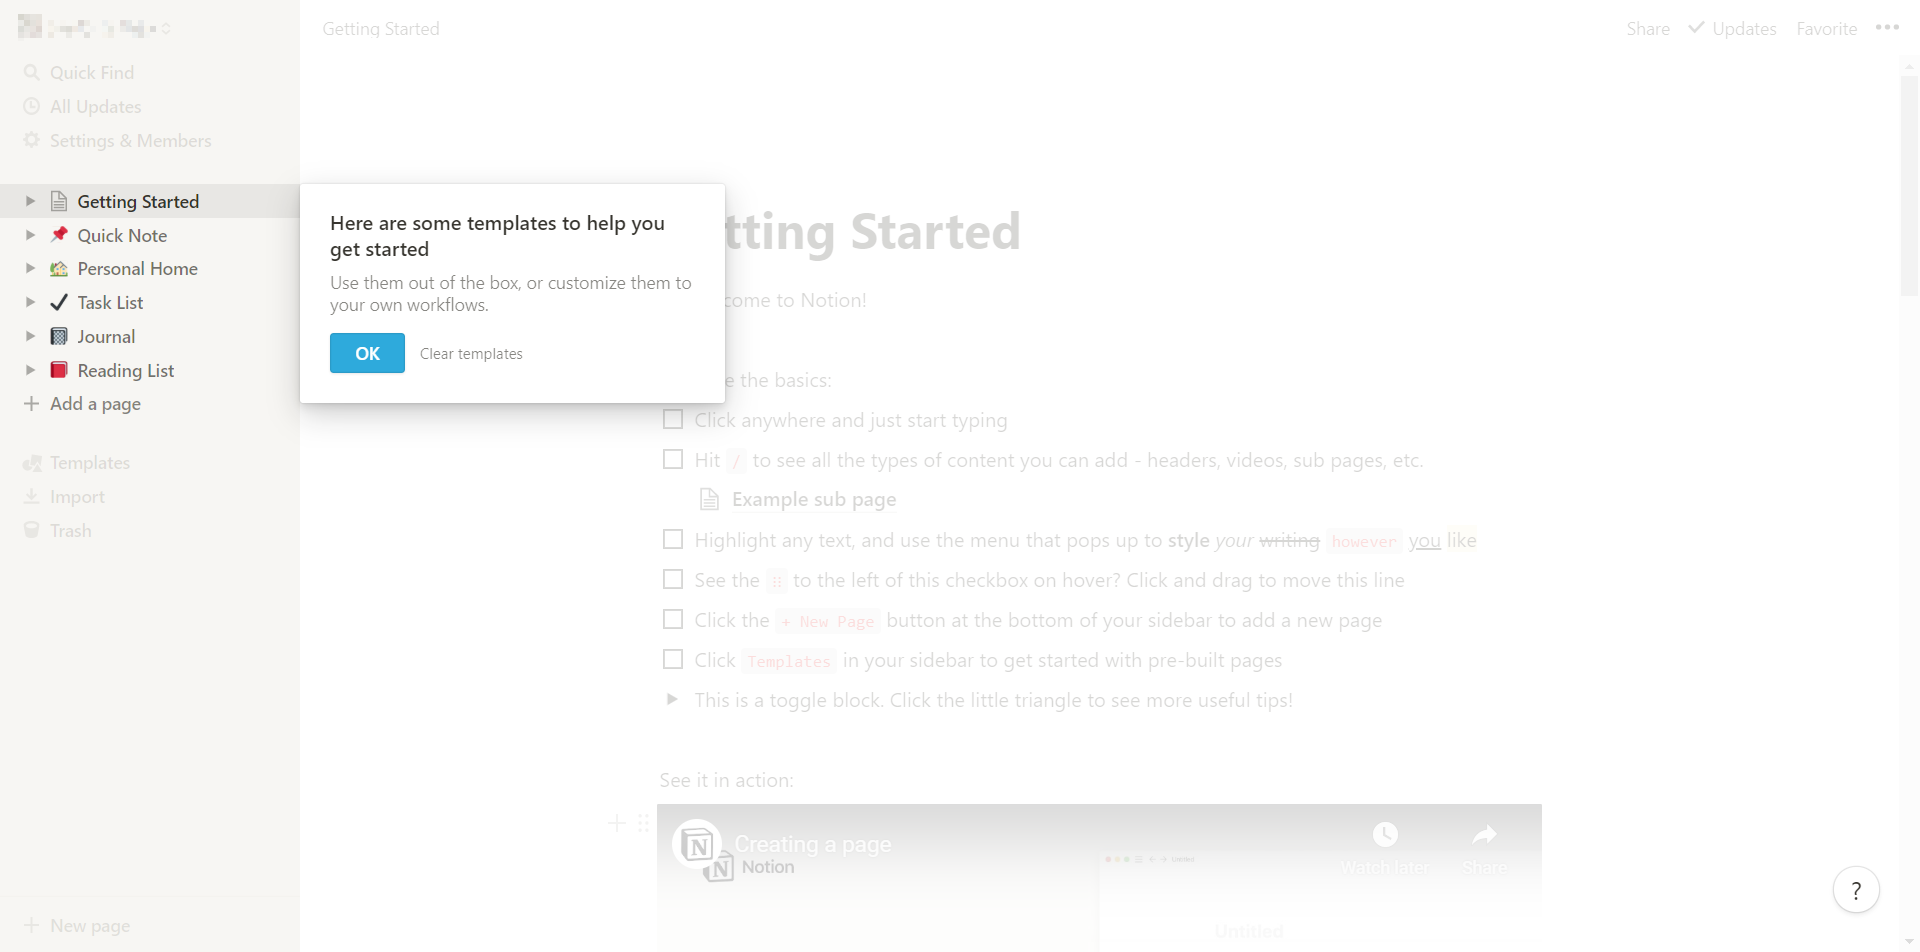 Getting Started
Share
Updates
Favorite
Quick Find
All Updates
Settings & Members
Getting Started
Quick Note
Personal Home
Task List
Journal
Reading List
Add a page
Templates
Import
Trash
New page
Here are some templates to help you
get started
Use them out of the box, or customize them to
your own workflows.
OK
Clear templates
tting Started
come to Notion!
e the basics:
Click anywhere and just start typing
Hit / to see all the types of content you can add - headers, videos, sub pages, etc.
Example sub page
Highlight any text, and use the menu that pops up to style your writing however you like
See the ⠿ to the left of this checkbox on hover? Click and drag to move this line
Click the + New Page button at the bottom of your sidebar to add a new page
Click Templates in your sidebar to get started with pre-built pages
This is a toggle block. Click the little triangle to see more useful tips!
See it in action:
N
Creating a page
N Notion
Watch later
Share
Untitled
Untitled
?